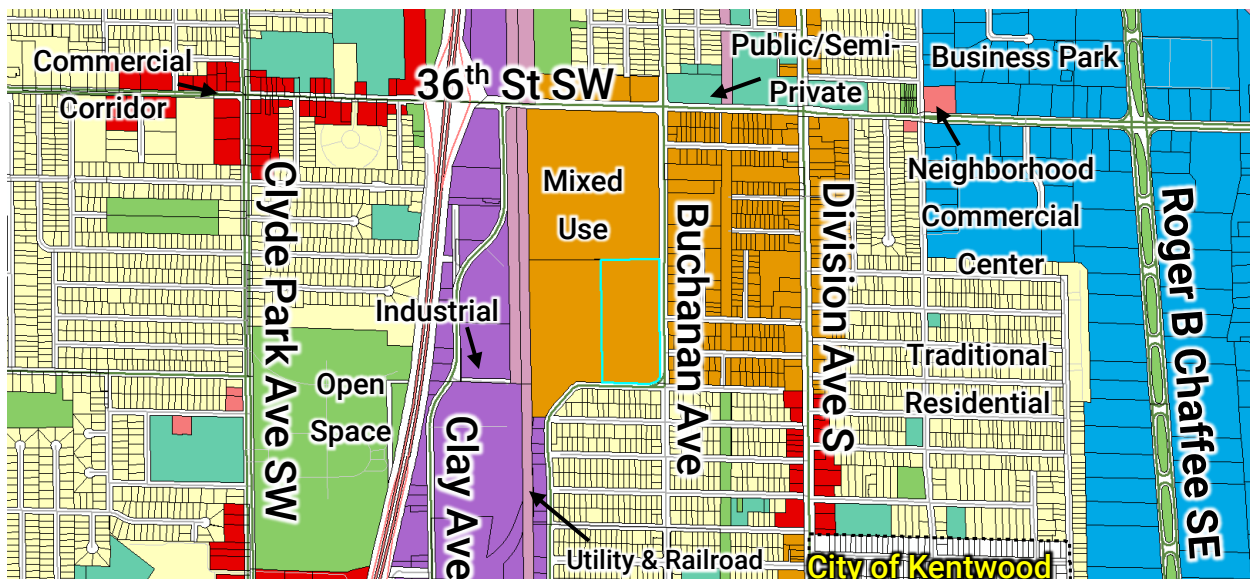 Commercial
Corridor
36th St SW
Public/Semi-
Private
Business Park
Neighborhood
Commercial
Center
Mixed
Use
Clyde Park Ave SW
Buchanan Ave
Division Ave S
Roger B Chaffee SE
Industrial
Open
Space
Traditional
Residential
Clay Ave
Utility & Railroad
City of Kentwood